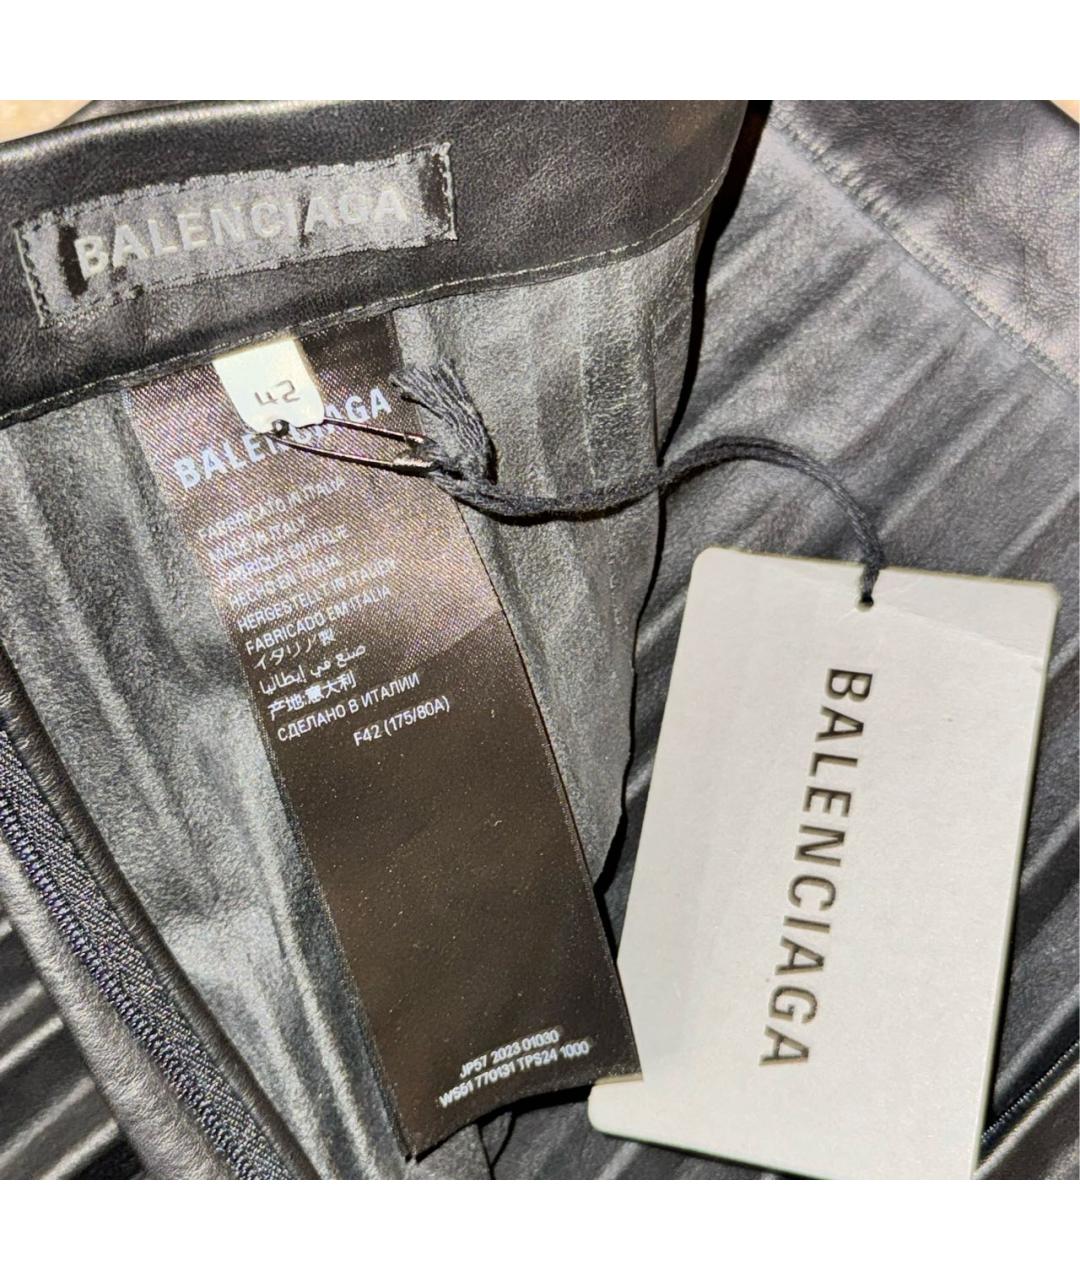 BALENCIAGA
42
BALENCIAGA
FABBRICATO IN ITALIA
MADE IN ITALY
FABRIQUÉ EN ITALIE
HECHO EN ITALIA
HERGESTELLT IN ITALIEN
FABRICADO EM ITALIA
イタリア製
صنع في إيطاليا
产地:意大利
СДЕЛАНО В ИТАЛИИ
F42 (175/80A)
JP57 2023 01030
WS51 770131 TPS24 1000
BALENCIAGA